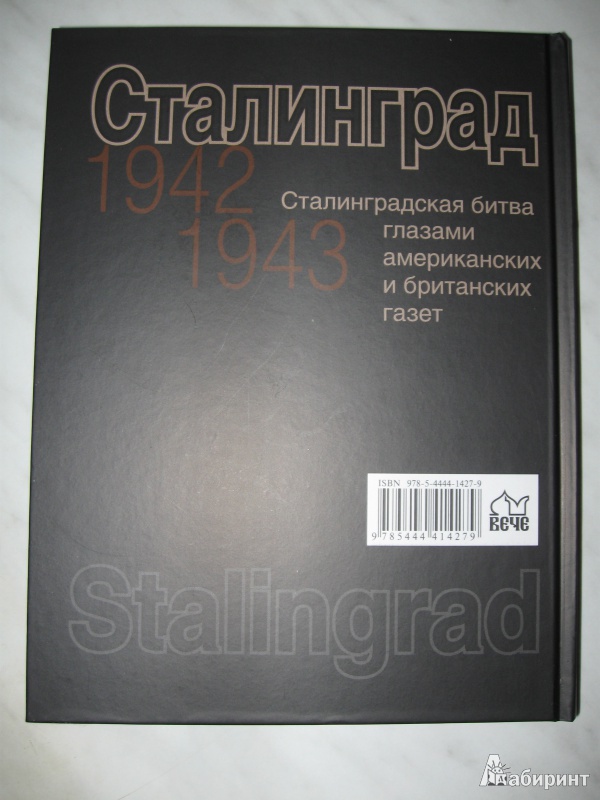 Сталинград
1942
1943
Сталинградская битва
глазами
американских
и британских
газет
ISBN 978-5-4444-1427-9
9 785444 414279
ВЕЧЕ
Stalingrad
Лабиринт